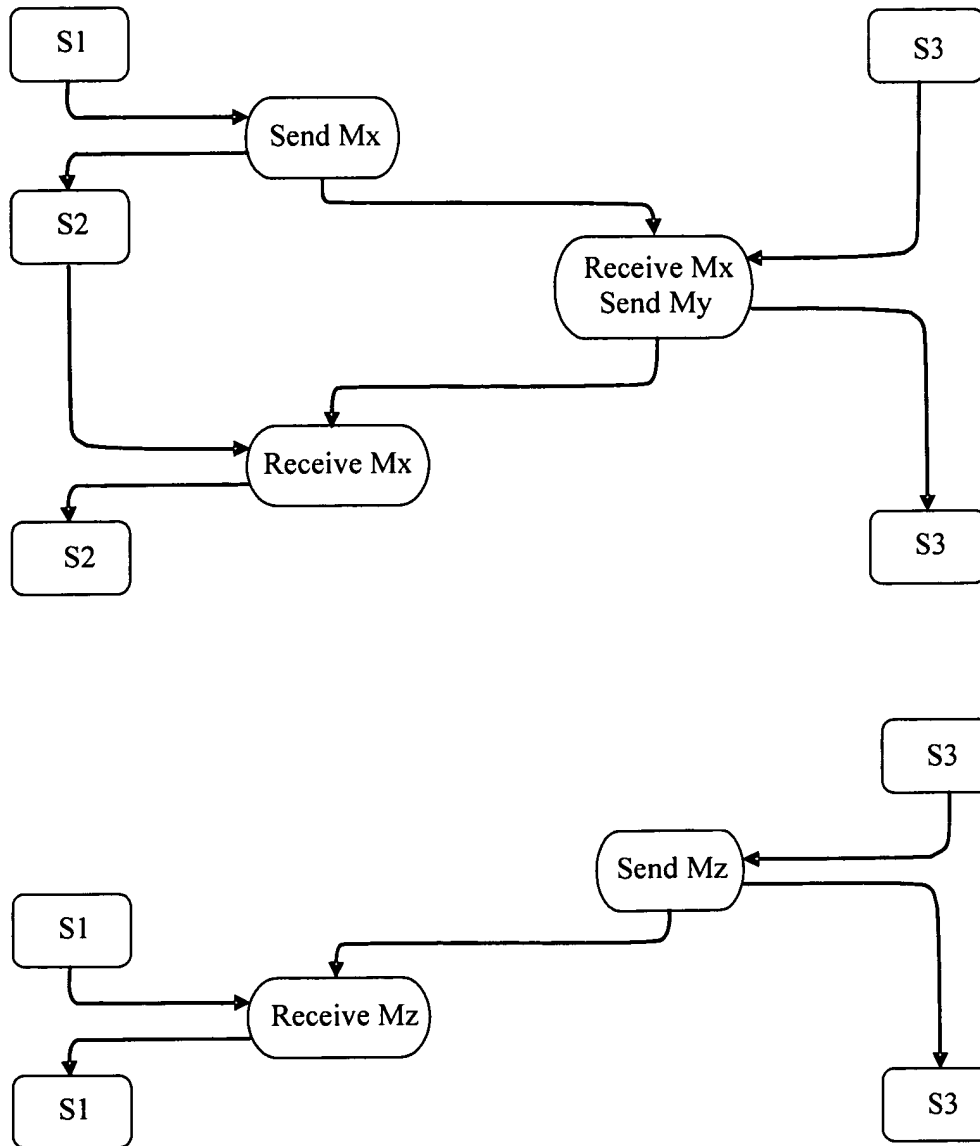 S1
S3
Send Mx
S2
Receive Mx
Send My
Receive Mx
S2
S3
S3
Send Mz
S1
Receive Mz
S1
S3